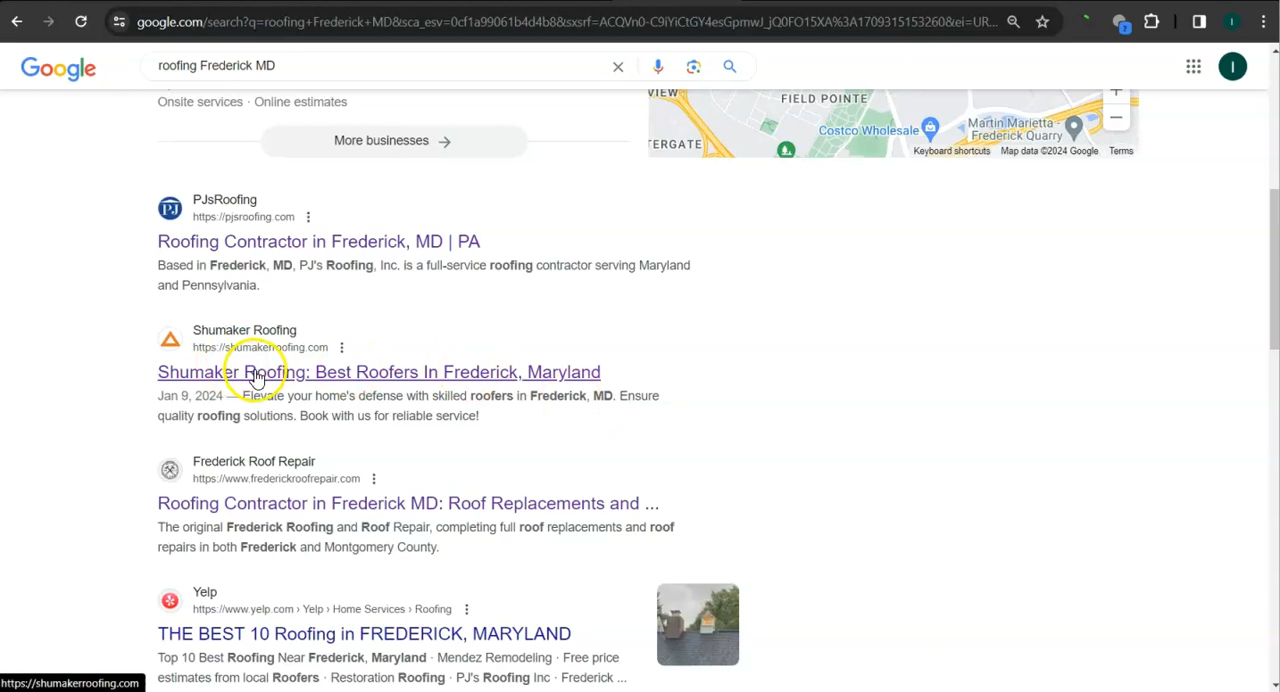 google.com/search?q=roofing+Frederick+MD&sca_esv=0cf1a99061b4d4b8&sxsrf=ACQVn0-C9iYiCtGY4esGpmwJ_jQ0FO15XA%3A1709315153260&ei=UR...
Google
roofing Frederick MD
I
Onsite services · Online estimates
More businesses
VIEW
FIELD POINTE
Costco Wholesale
Martin Marietta -
Frederick Quarry
TERGATE
Keyboard shortcuts
Map data ©2024 Google
Terms
PJsRoofing
https://pjsroofing.com
Roofing Contractor in Frederick, MD | PA
Based in Frederick, MD, PJ's Roofing, Inc. is a full-service roofing contractor serving Maryland
and Pennsylvania.
Shumaker Roofing
https://shumakerroofing.com
Shumaker Roofing: Best Roofers In Frederick, Maryland
Jan 9, 2024 — Elevate your home's defense with skilled roofers in Frederick, MD. Ensure
quality roofing solutions. Book with us for reliable service!
Frederick Roof Repair
https://www.frederickroofrepair.com
Roofing Contractor in Frederick MD: Roof Replacements and ...
The original Frederick Roofing and Roof Repair, completing full roof replacements and roof
repairs in both Frederick and Montgomery County.
Yelp
https://www.yelp.com › Yelp › Home Services › Roofing
THE BEST 10 Roofing in FREDERICK, MARYLAND
Top 10 Best Roofing Near Frederick, Maryland · Mendez Remodeling · Free price
estimates from local Roofers · Restoration Roofing · PJ's Roofing Inc · Frederick ...
https://shumakerroofing.com